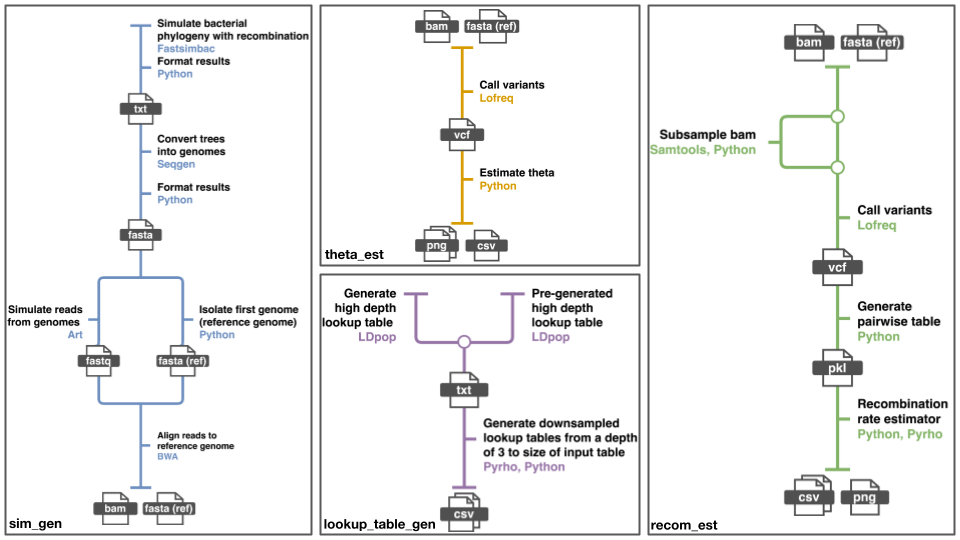 Simulate bacterial
phylogeny with recombination
Fastsimbac
Format results
Python
txt
Convert trees
into genomes
Seqgen
Format results
Python
fasta
Simulate reads
from genomes
Art
Isolate first genome
(reference genome)
Python
fastq
fasta (ref)
Align reads to
reference genome
BWA
bam
fasta (ref)
sim_gen
bam
fasta (ref)
Call variants
Lofreq
vcf
Estimate theta
Python
png
csv
theta_est
Generate
high depth
lookup table
LDpop
Pre-generated
high depth
lookup table
LDpop
txt
Generate downsampled
lookup tables from a depth
of 3 to size of input table
Pyrho, Python
csv
lookup_table_gen
bam
fasta (ref)
Subsample bam
Samtools, Python
Call variants
Lofreq
vcf
Generate
pairwise table
Python
pkl
Recombination
rate estimator
Python, Pyrho
csv
png
recom_est